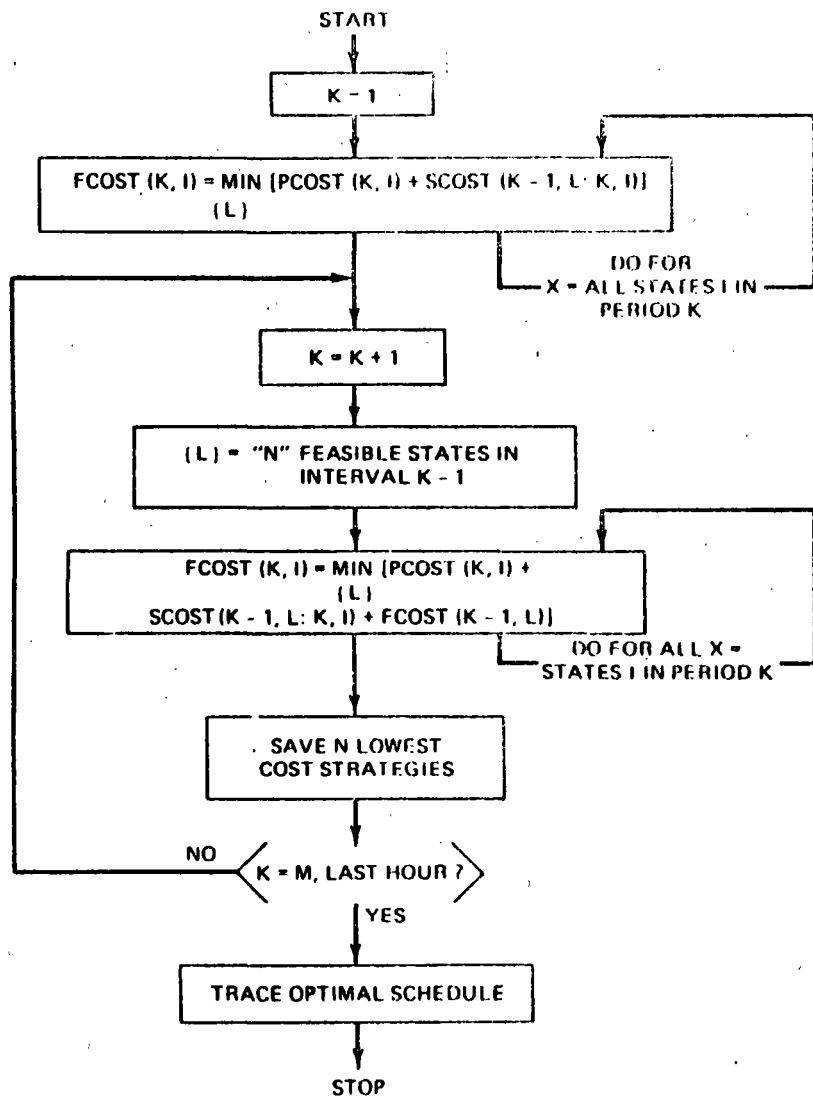 START
K - 1
FCOST (K, I) = MIN [PCOST (K, I) + SCOST (K - 1, L: K, I)]
{L}
DO FOR
X = ALL STATES I IN
PERIOD K
K = K + 1
{L} = "N" FEASIBLE STATES IN
INTERVAL K - 1
FCOST (K, I) = MIN [PCOST (K, I) +
{L}
SCOST (K - 1, L: K, I) + FCOST (K - 1, L)]
DO FOR ALL X =
STATES I IN PERIOD K
SAVE N LOWEST
COST STRATEGIES
NO
K = M, LAST HOUR ?
YES
TRACE OPTIMAL SCHEDULE
STOP